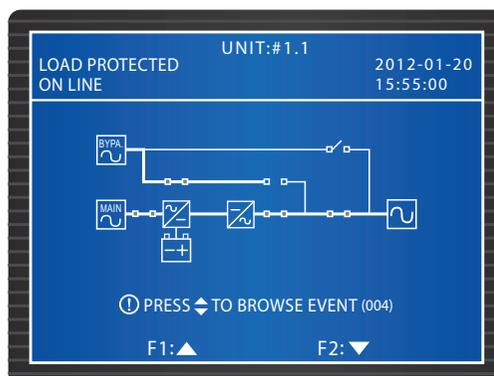 UNIT:#1.1
LOAD PROTECTED 2012-01-20
ON LINE 15:55:00
BYPA.
MAIN
! PRESS TO BROWSE EVENT (004)
F1: F2: